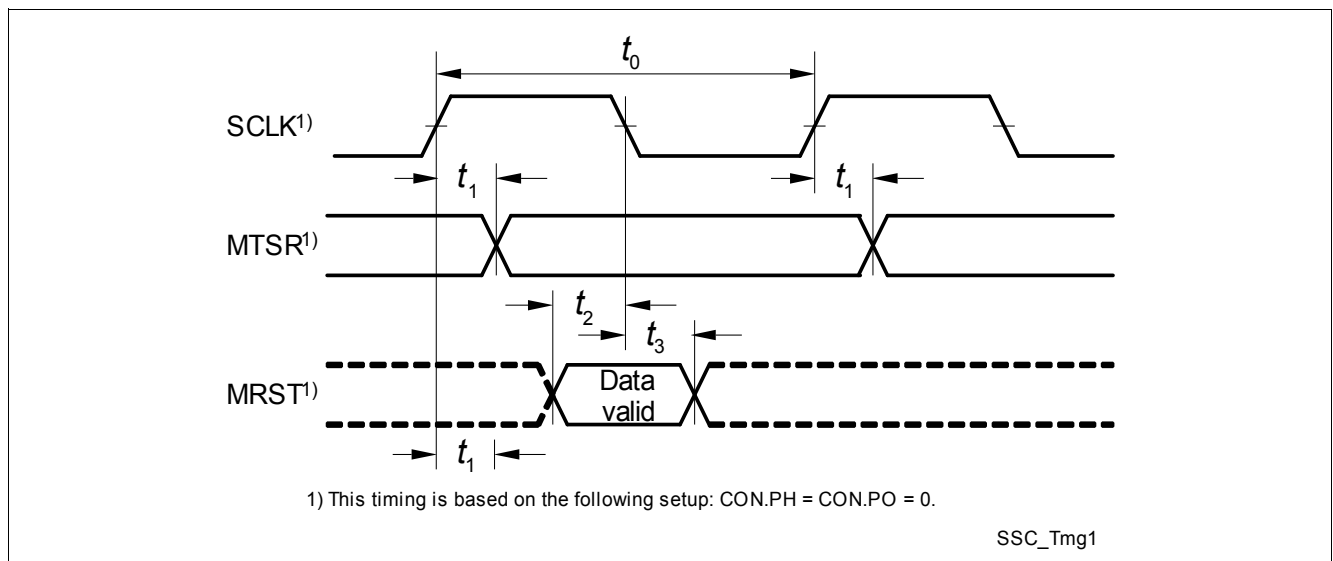 t0
SCLK1)
t1 t1
MTSR1)
t2
t3
MRST1)
Data
valid
t1
1) This timing is based on the following setup: CON.PH = CON.PO = 0.
SSC_Tmg1